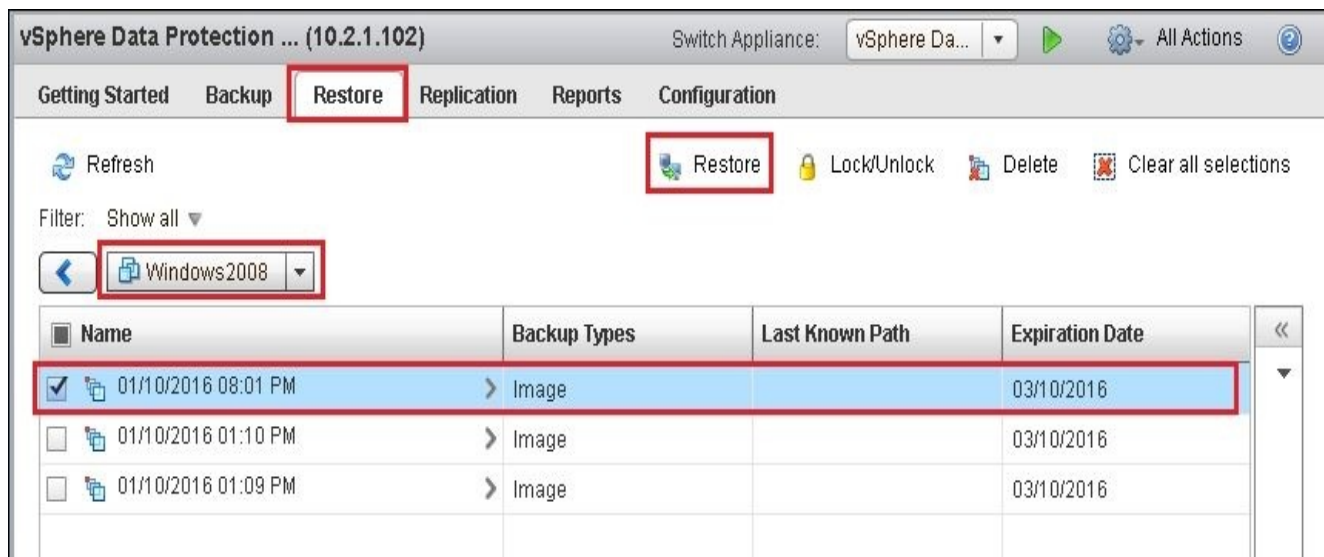 vSphere Data Protection ... (10.2.1.102) Switch Appliance: vSphere Da... All Actions
Getting Started Backup Restore Replication Reports Configuration
Refresh Restore Lock/Unlock Delete Clear all selections
Filter: Show all
Windows2008
Name Backup Types Last Known Path Expiration Date
01/10/2016 08:01 PM Image 03/10/2016
01/10/2016 01:10 PM Image 03/10/2016
01/10/2016 01:09 PM Image 03/10/2016